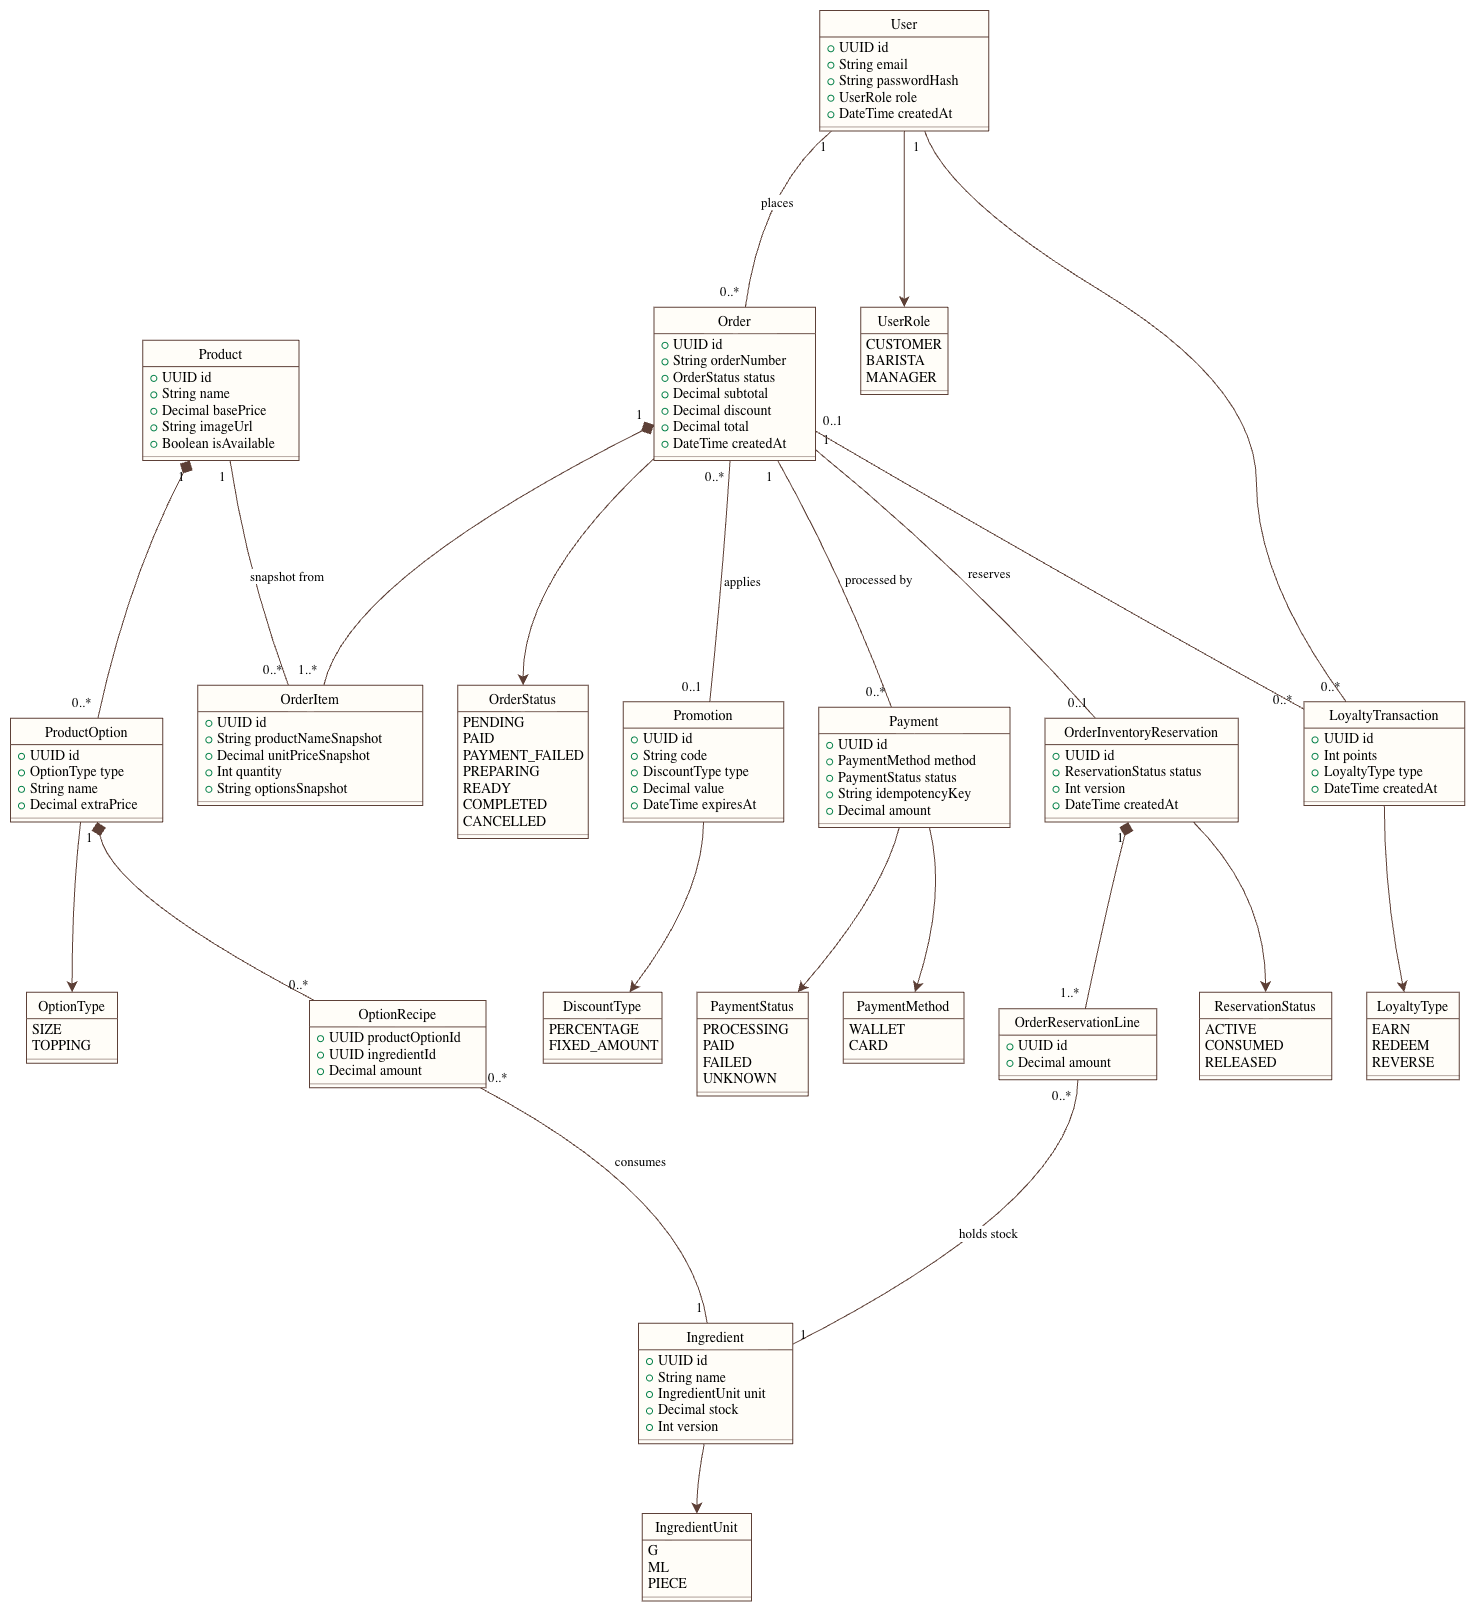 User
UUID id
String email
String passwordHash
UserRole role
DateTime createdAt
1
1
places
0..*
Order
UUID id
String orderNumber
OrderStatus status
Decimal subtotal
Decimal discount
Decimal total
DateTime createdAt
UserRole
CUSTOMER
BARISTA
MANAGER
Product
UUID id
String name
Decimal basePrice
String imageUrl
Boolean isAvailable
1
0..1
1
1
1
0..*
1
snapshot from
applies
processed by
reserves
0..*
0..*
1..*
0..1
0..*
0..1
0..*
0..*
ProductOption
UUID id
OptionType type
String name
Decimal extraPrice
OrderItem
UUID id
String productNameSnapshot
Decimal unitPriceSnapshot
Int quantity
String optionsSnapshot
OrderStatus
PENDING
PAID
PAYMENT_FAILED
PREPARING
READY
COMPLETED
CANCELLED
Promotion
UUID id
String code
DiscountType type
Decimal value
DateTime expiresAt
Payment
UUID id
PaymentMethod method
PaymentStatus status
String idempotencyKey
Decimal amount
OrderInventoryReservation
UUID id
ReservationStatus status
Int version
DateTime createdAt
LoyaltyTransaction
UUID id
Int points
LoyaltyType type
DateTime createdAt
1
1
0..*
1..*
OptionType
SIZE
TOPPING
OptionRecipe
UUID productOptionId
UUID ingredientId
Decimal amount
DiscountType
PERCENTAGE
FIXED_AMOUNT
PaymentStatus
PROCESSING
PAID
FAILED
UNKNOWN
PaymentMethod
WALLET
CARD
OrderReservationLine
UUID id
Decimal amount
ReservationStatus
ACTIVE
CONSUMED
RELEASED
LoyaltyType
EARN
REDEEM
REVERSE
0..*
0..*
consumes
holds stock
1
1
Ingredient
UUID id
String name
IngredientUnit unit
Decimal stock
Int version
IngredientUnit
G
ML
PIECE